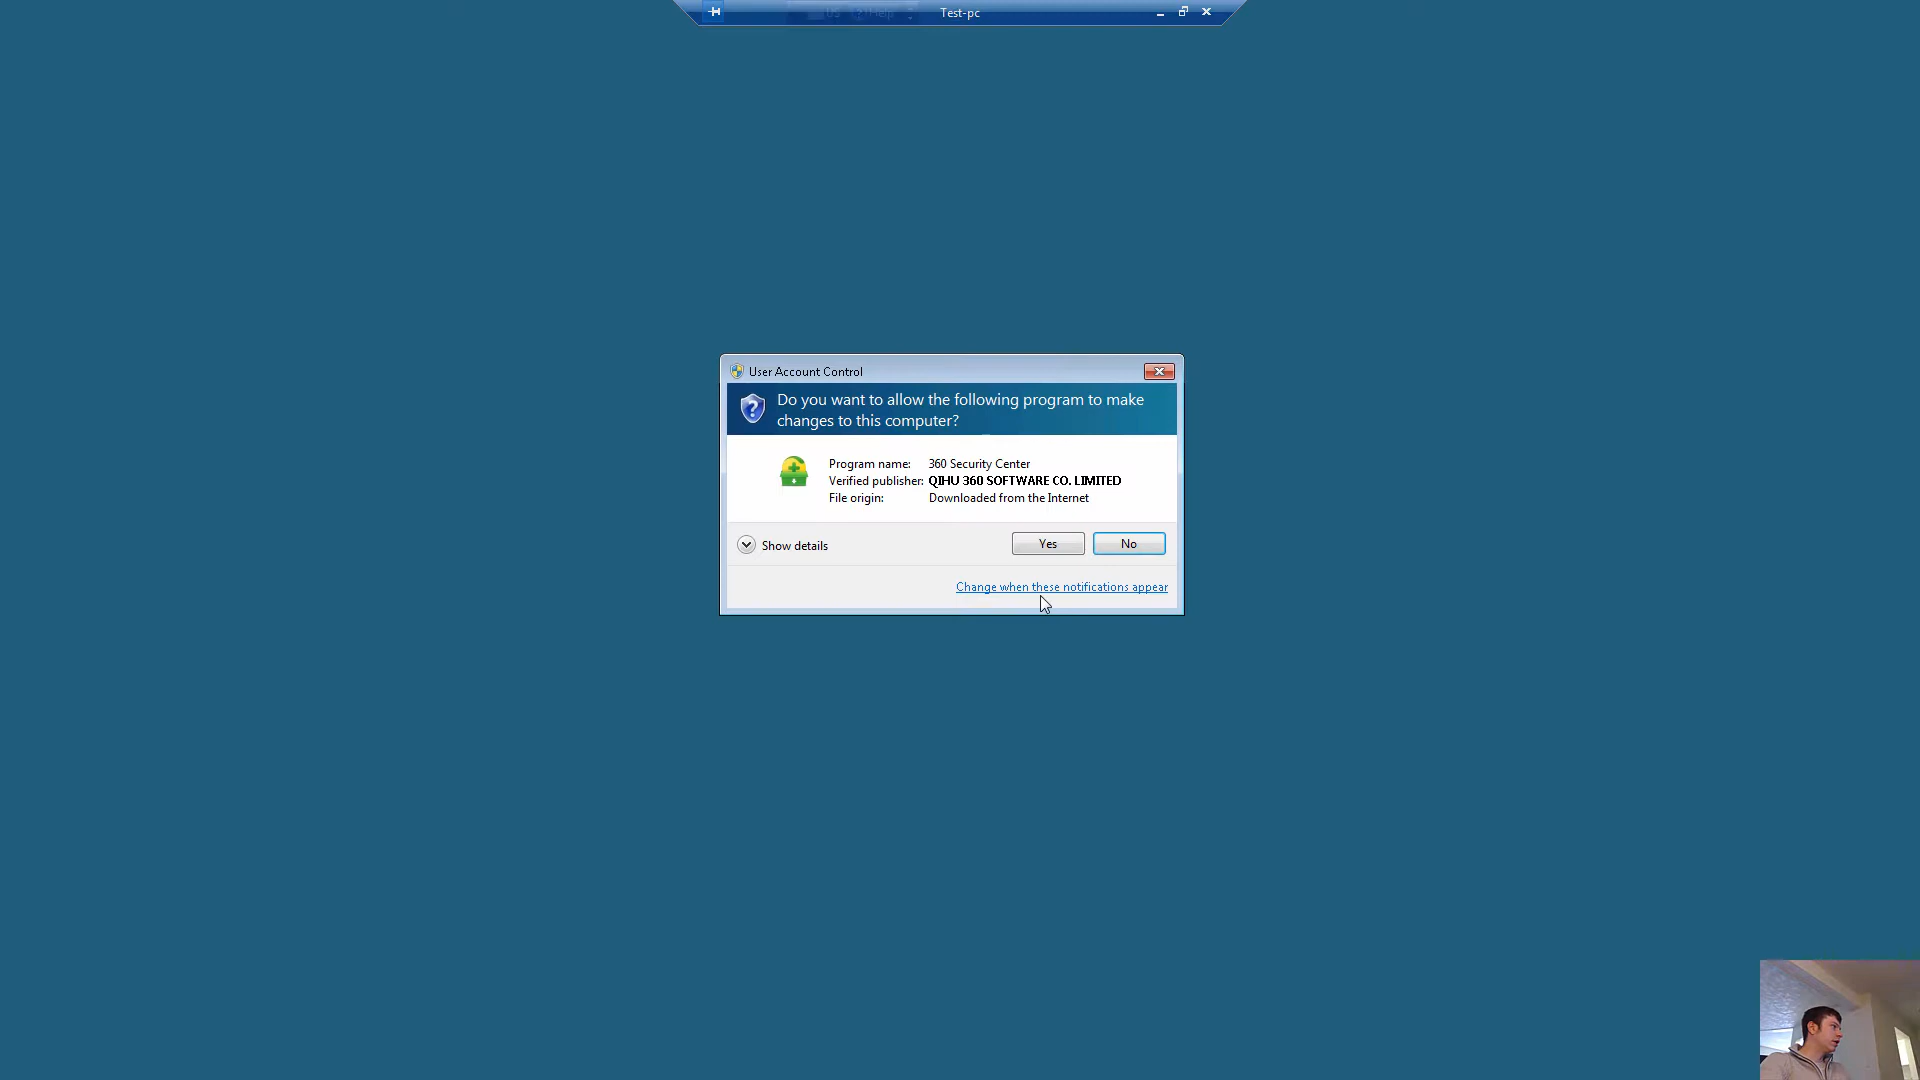 US Help
Test-pc
User Account Control
Do you want to allow the following program to make
changes to this computer?
Program name: 360 Security Center
Verified publisher: QIHU 360 SOFTWARE CO. LIMITED
File origin: Downloaded from the Internet
Show details
Yes
No
Change when these notifications appear